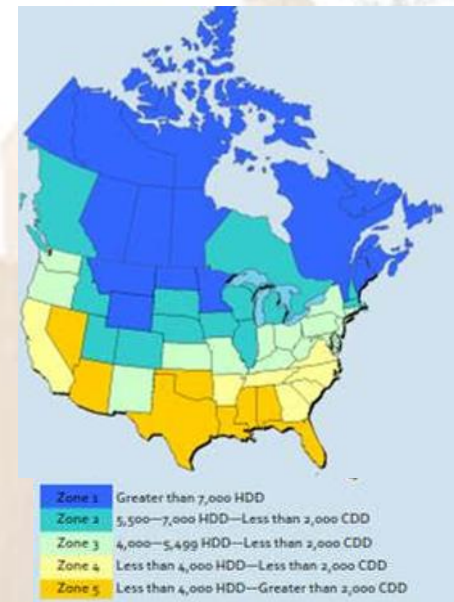 Zone 1 Greater than 7,000 HDD
Zone 2 5,500—7,000 HDD—Less than 2,000 CDD
Zone 3 4,000—5,499 HDD—Less than 2,000 CDD
Zone 4 Less than 4,000 HDD—Less than 2,000 CDD
Zone 5 Less than 4,000 HDD—Greater than 2,000 CDD